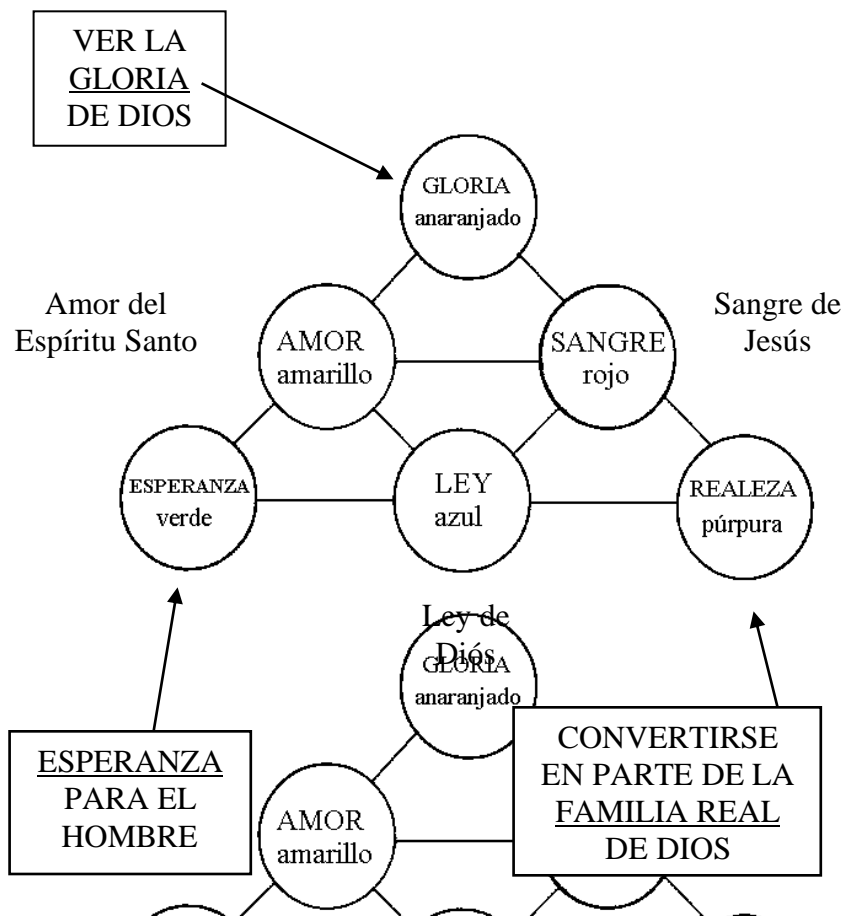 VER LA
GLORIA
DE DIOS
GLORIA
anaranjado
Amor del
Espíritu Santo
AMOR
amarillo
SANGRE
rojo
Sangre de
Jesús
ESPERANZA
verde
LEY
azul
REALEZA
púrpura
Ley de
Diós
GLORIA
anaranjado
ESPERANZA
PARA EL
HOMBRE
AMOR
amarillo
CONVERTIRSE
EN PARTE DE LA
FAMILIA REAL
DE DIOS